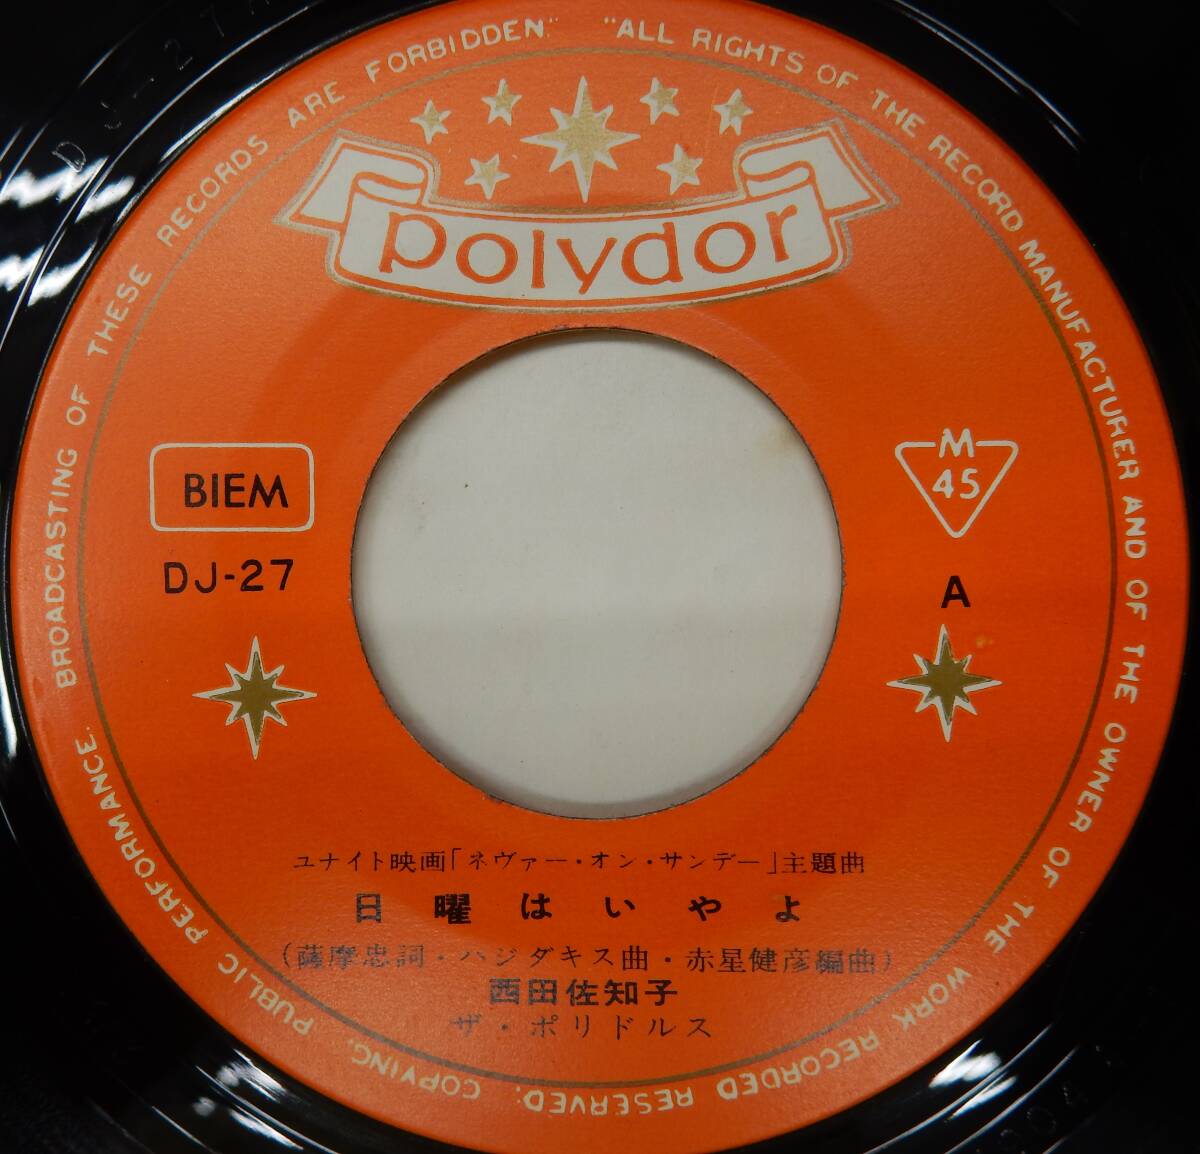 "ALL RIGHTS OF THE RECORD MANUFACTURER AND OF THE OWNER OF THE WORK RECORDED RESERVED: COPYING, PUBLIC PERFORMANCE. BROADCASTING OF THESE RECORDS ARE FORBIDDEN."
polydor
BIEM
M
45
DJ-27
A
ユナイト映画「ネヴァー・オン・サンデー」主題曲
日曜はいやよ
(薩摩忠詞・ハジダキス曲・赤星健彦編曲)
西田佐知子
ザ・ポリドルス